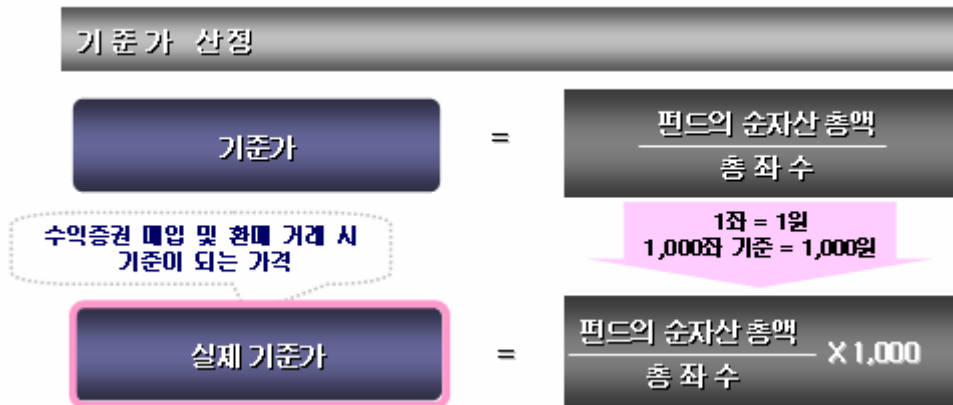 기준가 산정
기준가
=
펀드의 순자산 총액
총 좌 수
수익증권 매입 및 환매 거래 시
기준이 되는 가격
1좌 = 1원
1,000좌 기준 = 1,000원
실제 기준가
=
펀드의 순자산 총액
총 좌 수
X 1,000